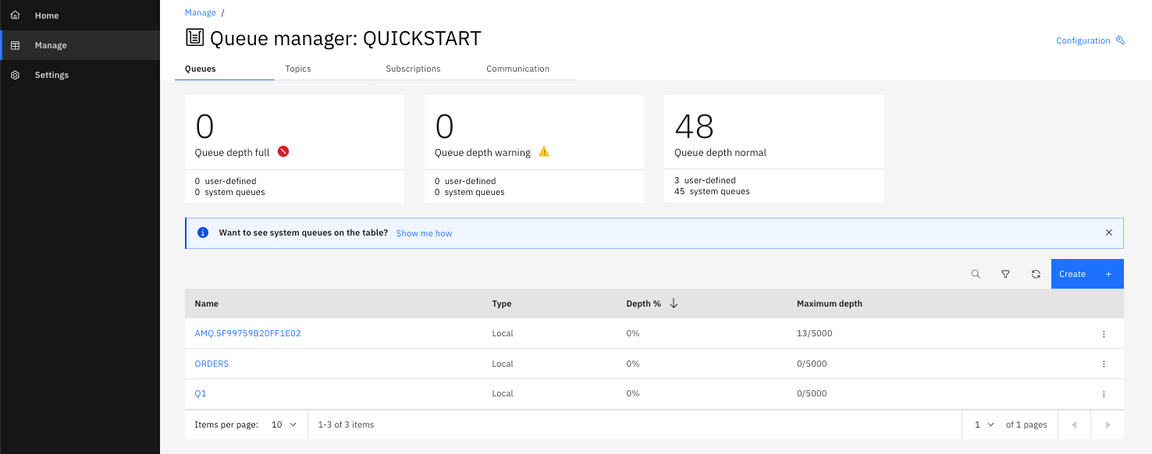 Home
Manage
Settings
Manage /
Queue manager: QUICKSTART
Configuration
Queues Topics Subscriptions Communication
0
Queue depth full
0 user-defined
0 system queues
0
Queue depth warning
0 user-defined
0 system queues
48
Queue depth normal
3 user-defined
45 system queues
Want to see system queues on the table? Show me how
Create +
Name Type Depth % Maximum depth
AMQ.5F99759B20FF1E02 Local 0% 13/5000
ORDERS Local 0% 0/5000
Q1 Local 0% 0/5000
Items per page: 10 1-3 of 3 items 1 of 1 pages